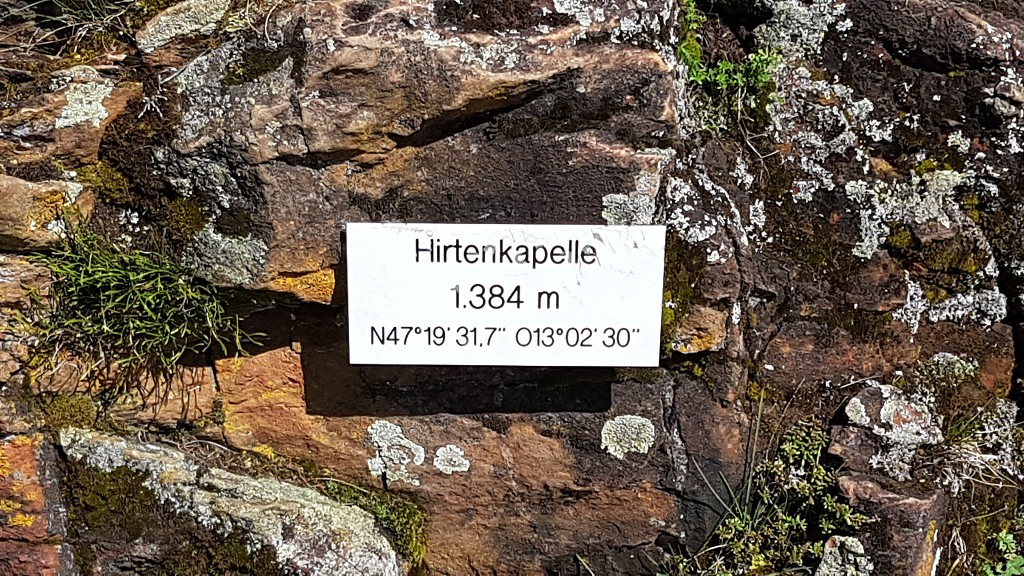 Hirtenkapelle
1.384 m
N47°19' 31,7" O13°02' 30"